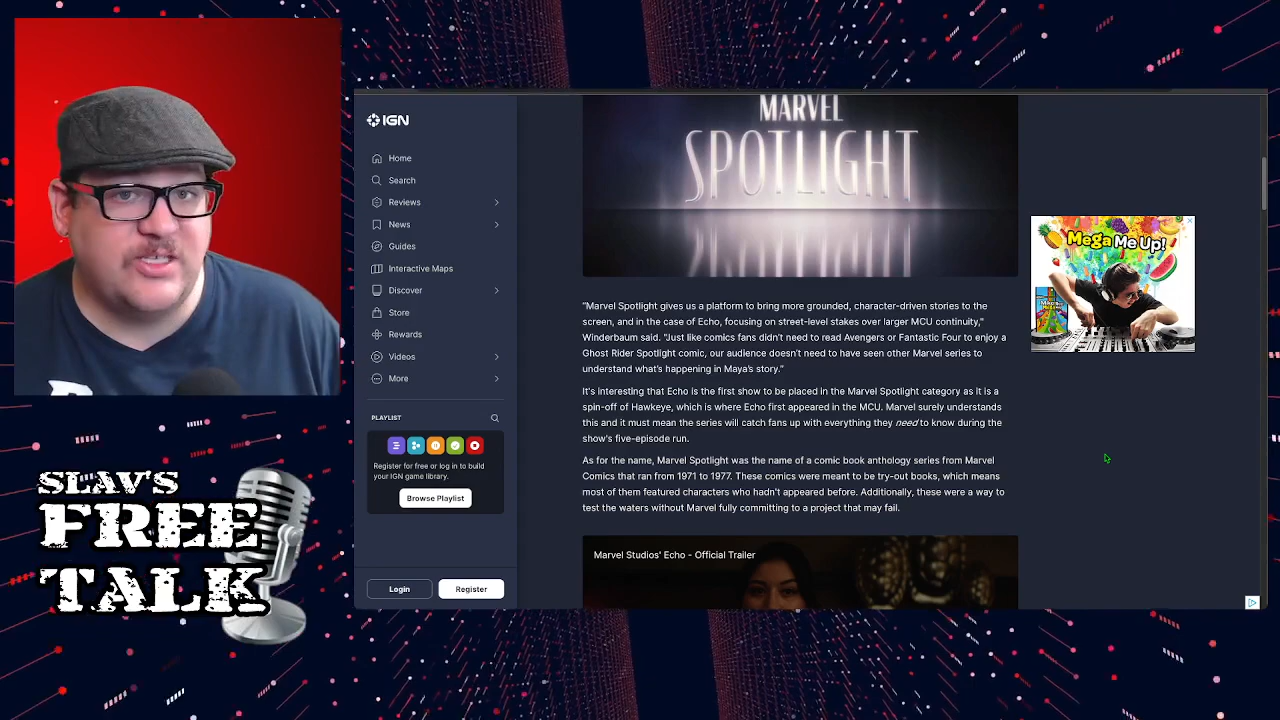 IGN
Home
Search
Reviews
News
Guides
Interactive Maps
Discover
Store
Rewards
Videos
More
PLAYLIST
Register for free or log in to build
your IGN game library.
Browse Playlist
Login
Register
MARVEL
SPOTLIGHT
"Marvel Spotlight gives us a platform to bring more grounded, character-driven stories to the
screen, and in the case of Echo, focusing on street-level stakes over larger MCU continuity,"
Winderbaum said. "Just like comics fans didn't need to read Avengers or Fantastic Four to enjoy a
Ghost Rider Spotlight comic, our audience doesn't need to have seen other Marvel series to
understand what's happening in Maya's story."
It's interesting that Echo is the first show to be placed in the Marvel Spotlight category as it is a
spin-off of Hawkeye, which is where Echo first appeared in the MCU. Marvel surely understands
this and it must mean the series will catch fans up with everything they need to know during the
show's five-episode run.
As for the name, Marvel Spotlight was the name of a comic book anthology series from Marvel
Comics that ran from 1971 to 1977. These comics were meant to be try-out books, which means
most of them featured characters who hadn't appeared before. Additionally, these were a way to
test the waters without Marvel fully committing to a project that may fail.
Marvel Studios' Echo - Official Trailer
Mega Me Up!
SLAV'S
FREE
TALK